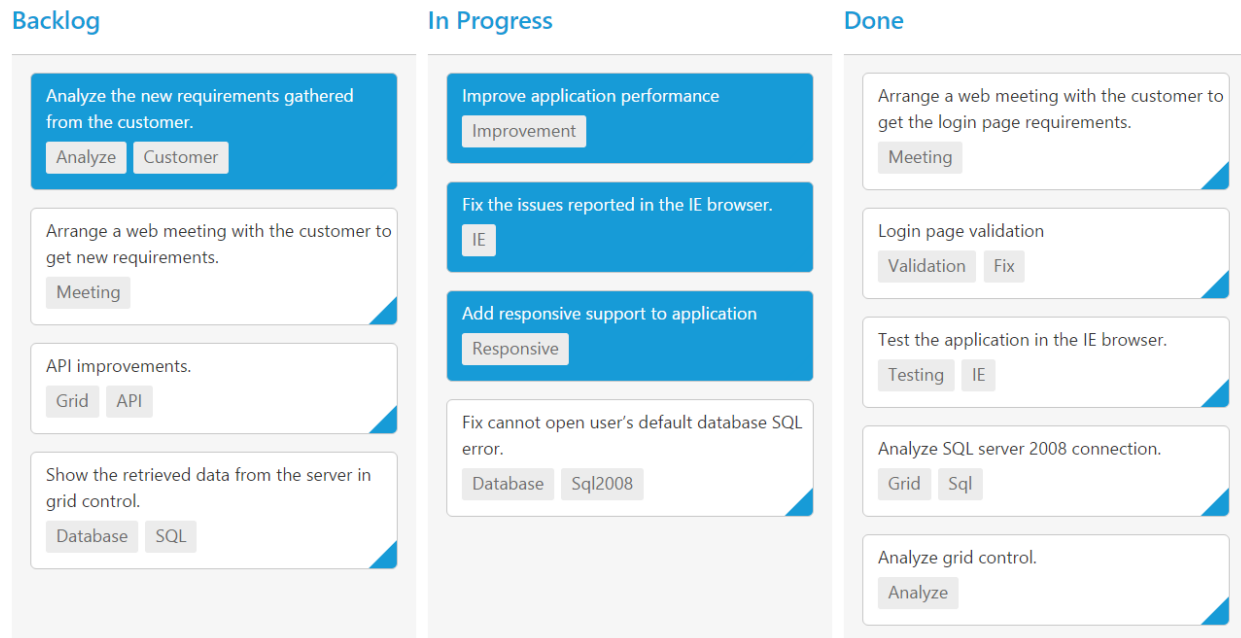 Backlog
Analyze the new requirements gathered
from the customer.
Analyze Customer
Arrange a web meeting with the customer to
get new requirements.
Meeting
API improvements.
Grid API
Show the retrieved data from the server in
grid control.
Database SQL
In Progress
Improve application performance
Improvement
Fix the issues reported in the IE browser.
IE
Add responsive support to application
Responsive
Fix cannot open user’s default database SQL
error.
Database Sql2008
Done
Arrange a web meeting with the customer to
get the login page requirements.
Meeting
Login page validation
Validation Fix
Test the application in the IE browser.
Testing IE
Analyze SQL server 2008 connection.
Grid Sql
Analyze grid control.
Analyze